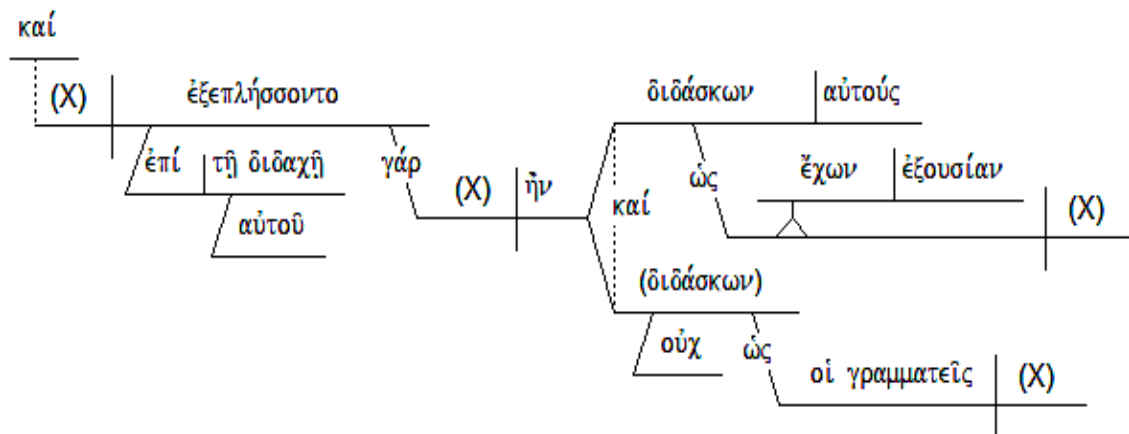 καί
(X) ἐξεπλήσσοντο
ἐπί τῇ διδαχῇ
αὐτοῦ
γάρ
(X) ἦν
καί
διδάσκων αὐτούς
ὡς
ἔχων ἐξουσίαν
(X)
(διδάσκων)
οὐχ
ὡς
οἱ γραμματεῖς (X)